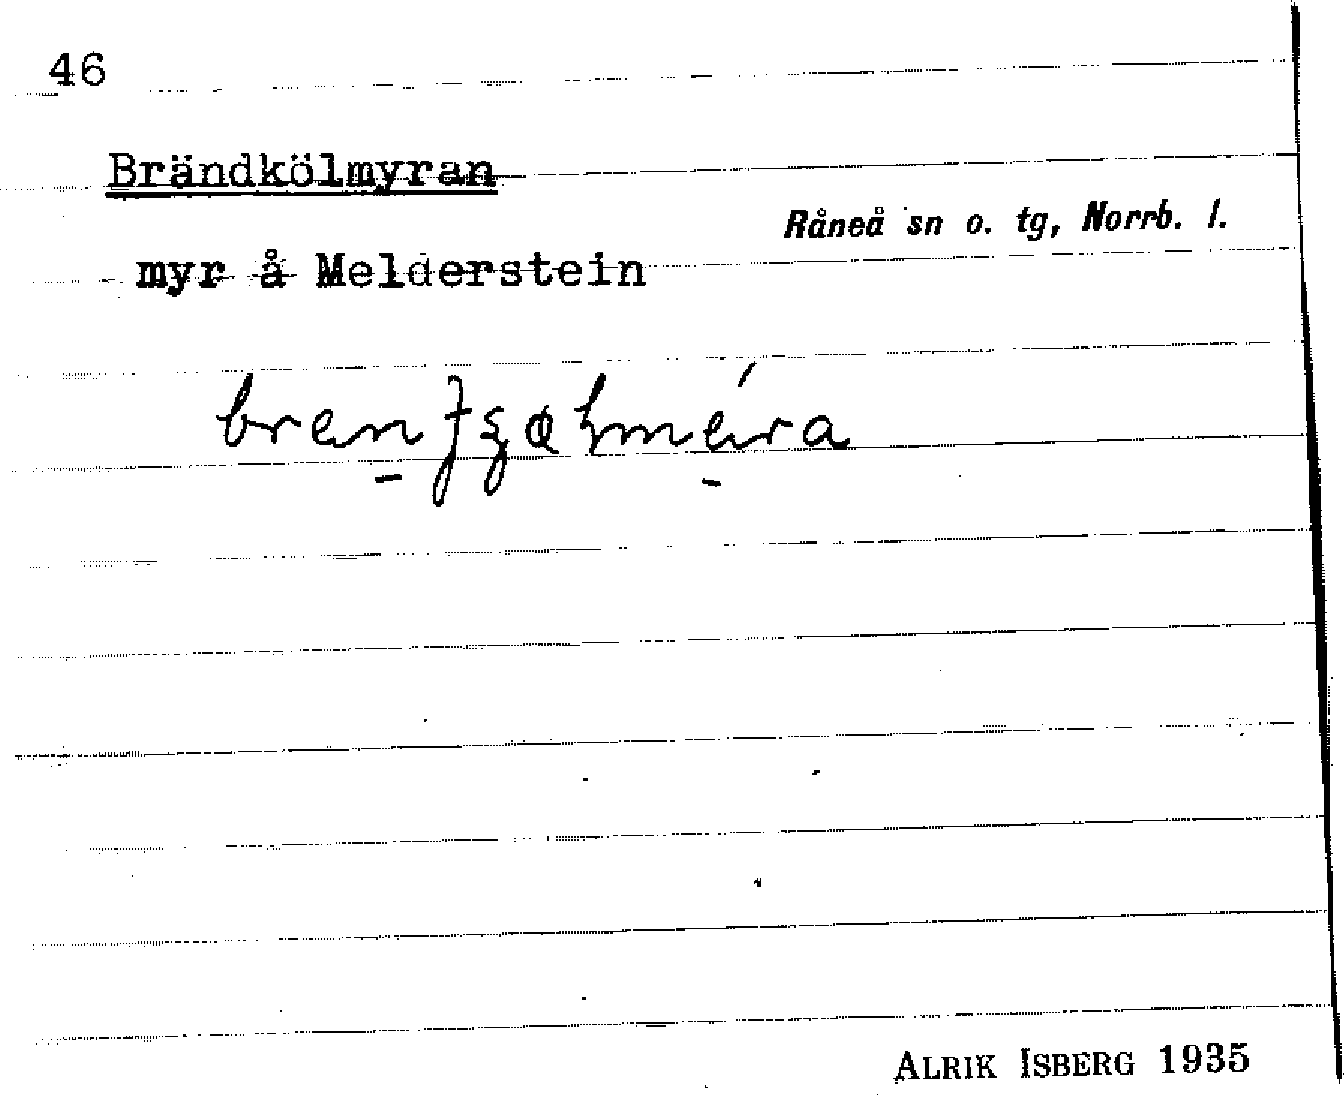 46
Brändkölmyran
Råneå sn o. tg, Norrb. l.
myr å Melderstein
ALRIK ISBERG 1935